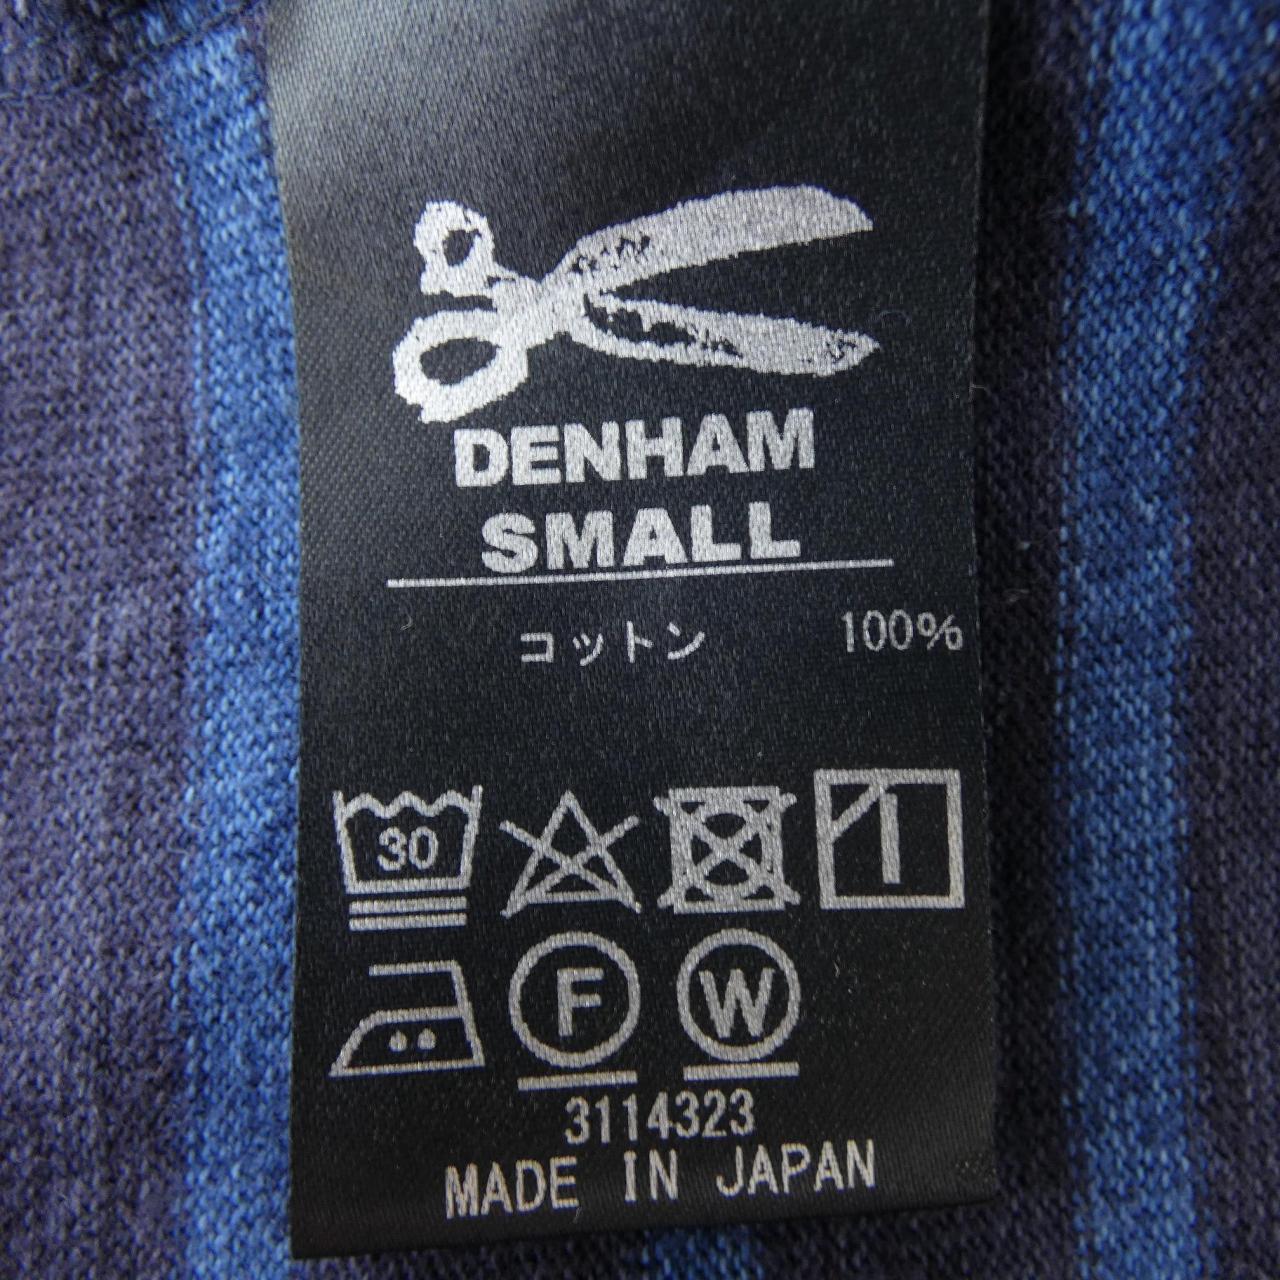 DENHAM
SMALL
コットン 100%
30
F W
3114323
MADE IN JAPAN